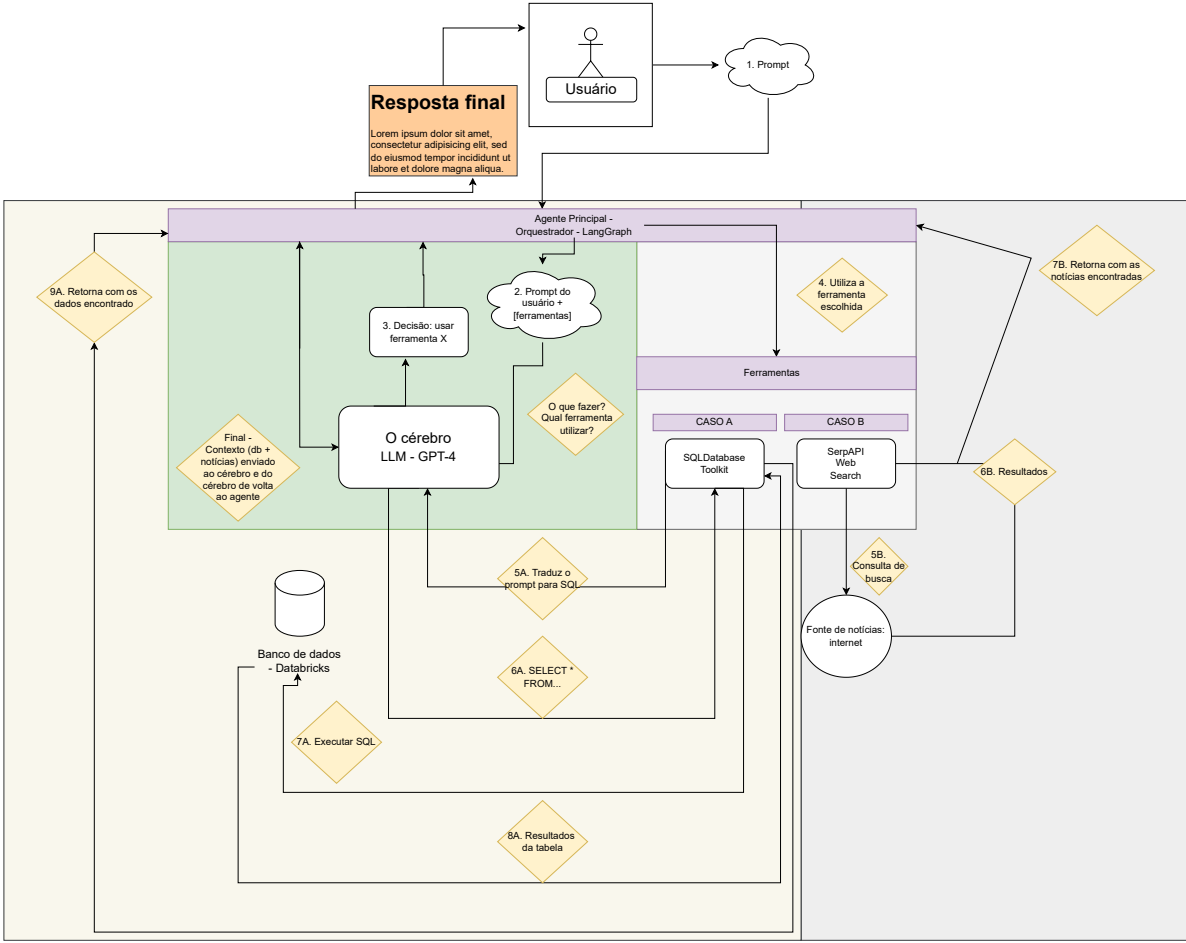 1. Prompt
Usuário
Resposta final
Lorem ipsum dolor sit amet,
consectetur adipisicing elit, sed
do eiusmod tempor incididunt ut
labore et dolore magna aliqua.
Agente Principal -
Orquestrador - LangGraph
9A. Retorna com os
dados encontrado
2. Prompt do
usuário +
[ferramentas]
3. Decisão: usar
ferramenta X
4. Utiliza a
ferramenta
escolhida
7B. Retorna com as
notícias encontradas
Ferramentas
O que fazer?
Qual ferramenta
utilizar?
CASO A
CASO B
Final -
Contexto (db +
notícias) enviado
ao cérebro e do
cérebro de volta
ao agente
O cérebro
LLM - GPT-4
SQLDatabase
Toolkit
SerpAPI
Web
Search
6B. Resultados
5A. Traduz o
prompt para SQL
5B.
Consulta de
busca
Fonte de notícias:
internet
Banco de dados
- Databricks
6A. SELECT *
FROM...
7A. Executar SQL
8A. Resultados
da tabela